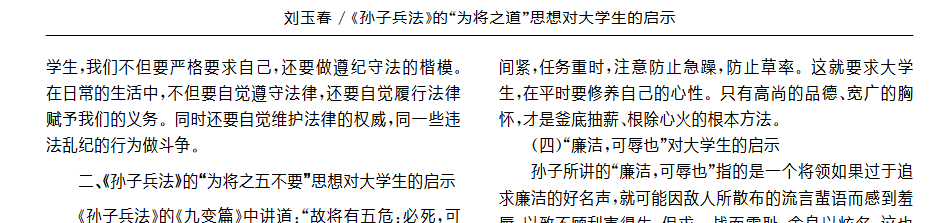 刘玉春 /《孙子兵法》的“为将之道”思想对大学生的启示
学生,我们不但要严格要求自己,还要做遵纪守法的楷模。
在日常的生活中,不但要自觉遵守法律,还要自觉履行法律
赋予我们的义务。同时还要自觉维护法律的权威,同一些违
法乱纪的行为做斗争。
二、《孙子兵法》的“为将之五不要”思想对大学生的启示
《孙子兵法》的《九变篇》中讲道:“故将有五危:必死,可
间紧,任务重时,注意防止急躁,防止草率。这就要求大学
生,在平时要修养自己的心性。只有高尚的品德、宽广的胸
怀,才是釜底抽薪、根除心火的根本方法。
(四)“廉洁,可辱也”对大学生的启示
孙子所讲的“廉洁,可辱也”指的是一个将领如果过于追
求廉洁的好名声,就可能因敌人所散布的流言蜚语而感到羞